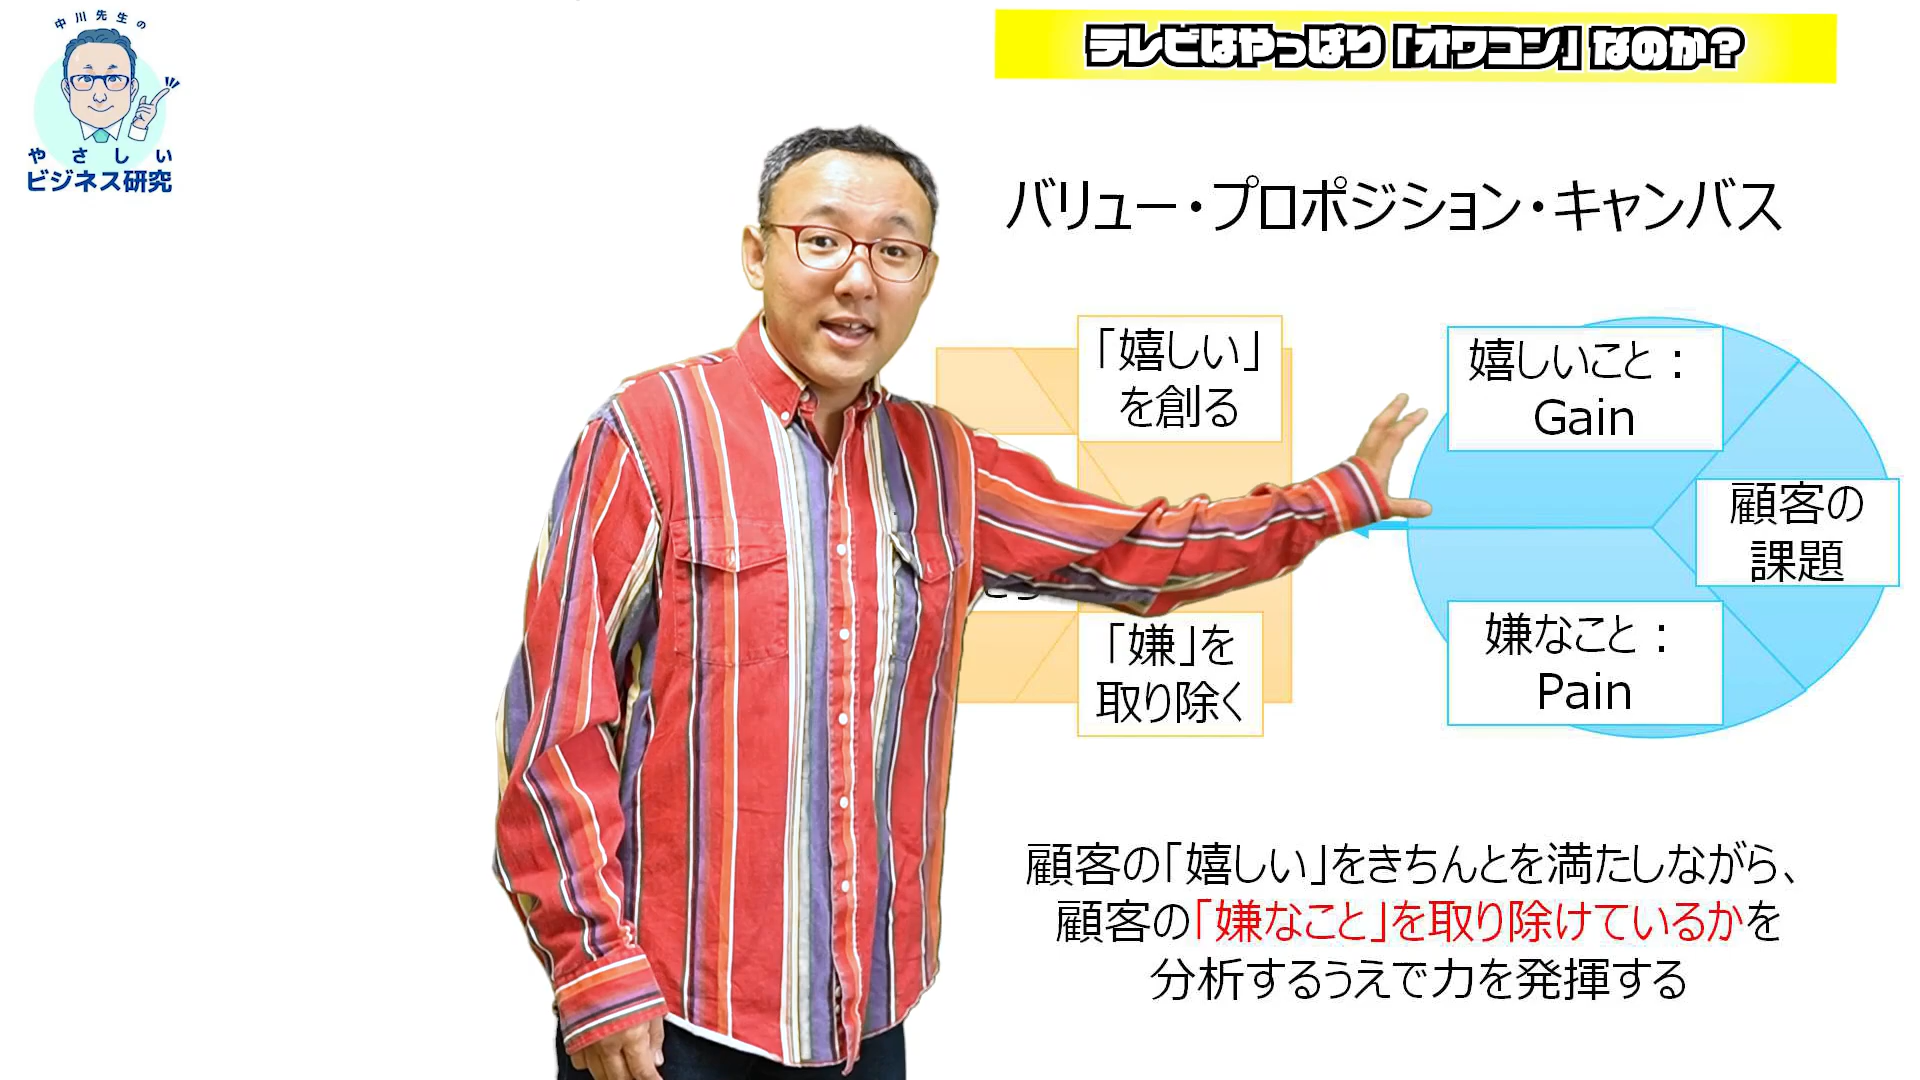 中川先生の
やさしい
ビジネス研究
テレビはやっぱり「オワコン」なのか？
バリュー・プロポジション・キャンバス
「嬉しい」
を創る
嬉しいこと：
Gain
顧客の
課題
「嫌」を
取り除く
嫌なこと：
Pain
顧客の「嬉しい」をきちんとを満たしながら、
顧客の「嫌なこと」を取り除けているかを
分析するうえで力を発揮する